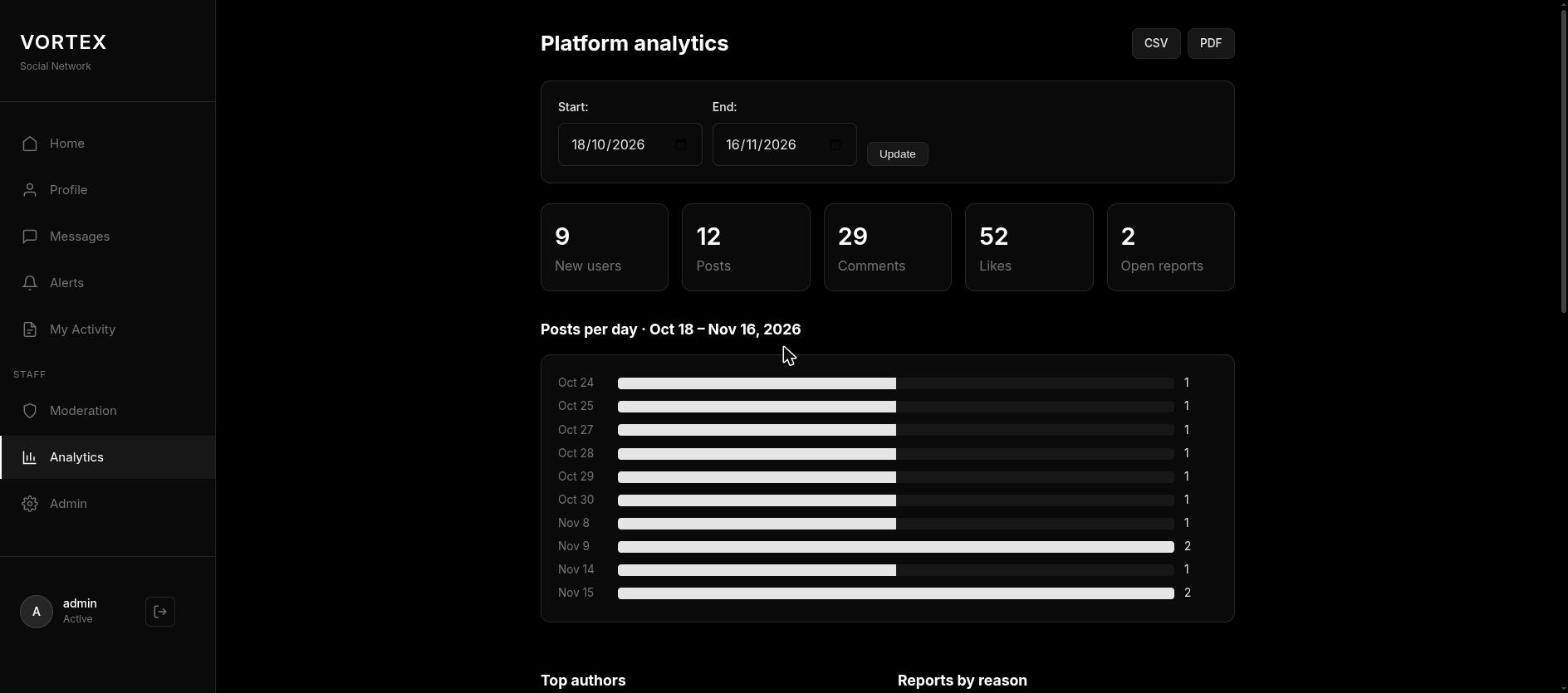 VORTEX
Social Network
Home
Profile
Messages
Alerts
My Activity
STAFF
Moderation
Analytics
Admin
A
admin
Active
Platform analytics
CSV
PDF
Start:
End:
18/10/2026
16/11/2026
Update
9
New users
12
Posts
29
Comments
52
Likes
2
Open reports
Posts per day · Oct 18 – Nov 16, 2026
Oct 24 1
Oct 25 1
Oct 27 1
Oct 28 1
Oct 29 1
Oct 30 1
Nov 8 1
Nov 9 2
Nov 14 1
Nov 15 2
Top authors
Reports by reason